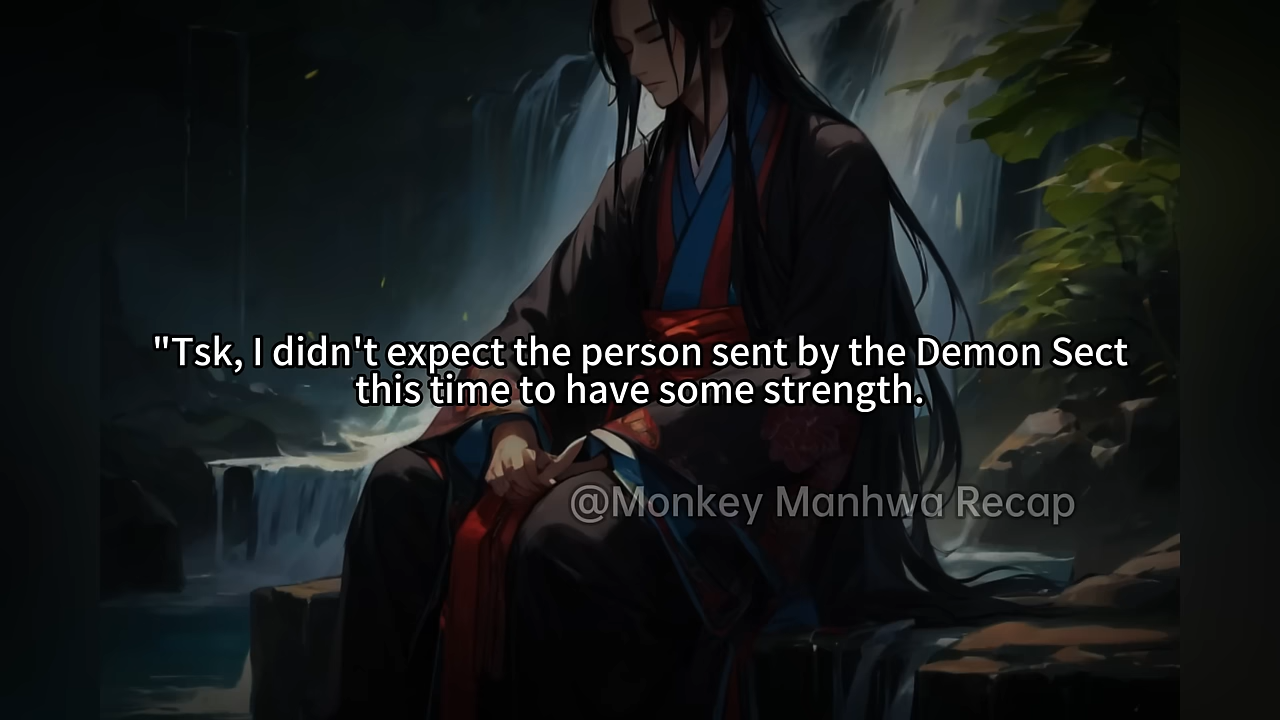 "Tsk, I didn't expect the person sent by the Demon Sect
this time to have some strength.
@Monkey Manhwa Recap